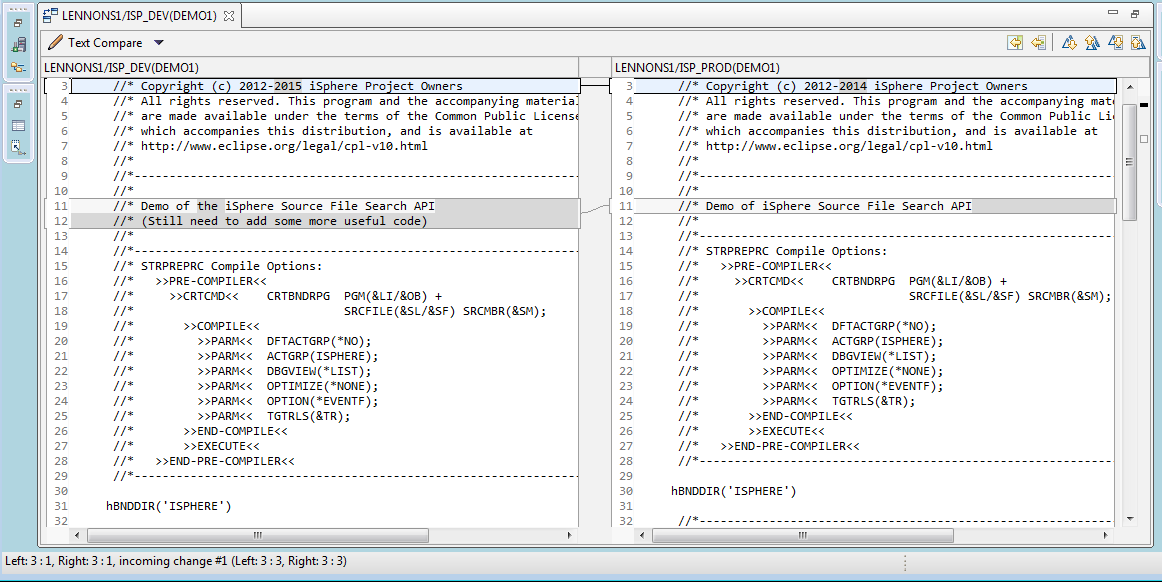 LENNONS1/ISP_DEV(DEMO1)
Text Compare
LENNONS1/ISP_DEV(DEMO1)
3 //* Copyright (c) 2012-2015 iSphere Project Owners
4 //* All rights reserved. This program and the accompanying material
5 //* are made available under the terms of the Common Public License
6 //* which accompanies this distribution, and is available at
7 //* http://www.eclipse.org/legal/cpl-v10.html
8 //*
9 //*----------------------------------------------------------------
10 //*
11 //* Demo of the iSphere Source File Search API
12 //* (Still need to add some more useful code)
13 //*
14 //*----------------------------------------------------------------
15 //* STRPREPRC Compile Options:
16 //*   >>PRE-COMPILER<<
17 //*     >>CRTCMD<<    CRTBNDRPG  PGM(&LI/&OB) +
18 //*                              SRCFILE(&SL/&SF) SRCMBR(&SM);
19 //*       >>COMPILE<<
20 //*         >>PARM<<  DFTACTGRP(*NO);
21 //*         >>PARM<<  ACTGRP(ISPHERE);
22 //*         >>PARM<<  DBGVIEW(*LIST);
23 //*         >>PARM<<  OPTIMIZE(*NONE);
24 //*         >>PARM<<  OPTION(*EVENTF);
25 //*         >>PARM<<  TGTRLS(&TR);
26 //*       >>END-COMPILE<<
27 //*       >>EXECUTE<<
28 //*   >>END-PRE-COMPILER<<
29 //*----------------------------------------------------------------
30
31 hBNDDIR('ISPHERE')
32
LENNONS1/ISP_PROD(DEMO1)
3 //* Copyright (c) 2012-2014 iSphere Project Owners
4 //* All rights reserved. This program and the accompanying mat
5 //* are made available under the terms of the Common Public Li
6 //* which accompanies this distribution, and is available at
7 //* http://www.eclipse.org/legal/cpl-v10.html
8 //*
9 //*-----------------------------------------------------------
10 //*
11 //* Demo of iSphere Source File Search API
12 //*
13 //*-----------------------------------------------------------
14 //* STRPREPRC Compile Options:
15 //*   >>PRE-COMPILER<<
16 //*     >>CRTCMD<<    CRTBNDRPG  PGM(&LI/&OB) +
17 //*                              SRCFILE(&SL/&SF) SRCMBR(&SM);
18 //*       >>COMPILE<<
19 //*         >>PARM<<  DFTACTGRP(*NO);
20 //*         >>PARM<<  ACTGRP(ISPHERE);
21 //*         >>PARM<<  DBGVIEW(*LIST);
22 //*         >>PARM<<  OPTIMIZE(*NONE);
23 //*         >>PARM<<  OPTION(*EVENTF);
24 //*         >>PARM<<  TGTRLS(&TR);
25 //*       >>END-COMPILE<<
26 //*       >>EXECUTE<<
27 //*   >>END-PRE-COMPILER<<
28 //*-----------------------------------------------------------
29
30 hBNDDIR('ISPHERE')
31
32 //*-----------------------------------------------------------
Left: 3 : 1, Right: 3 : 1, incoming change #1 (Left: 3 : 3, Right: 3 : 3)